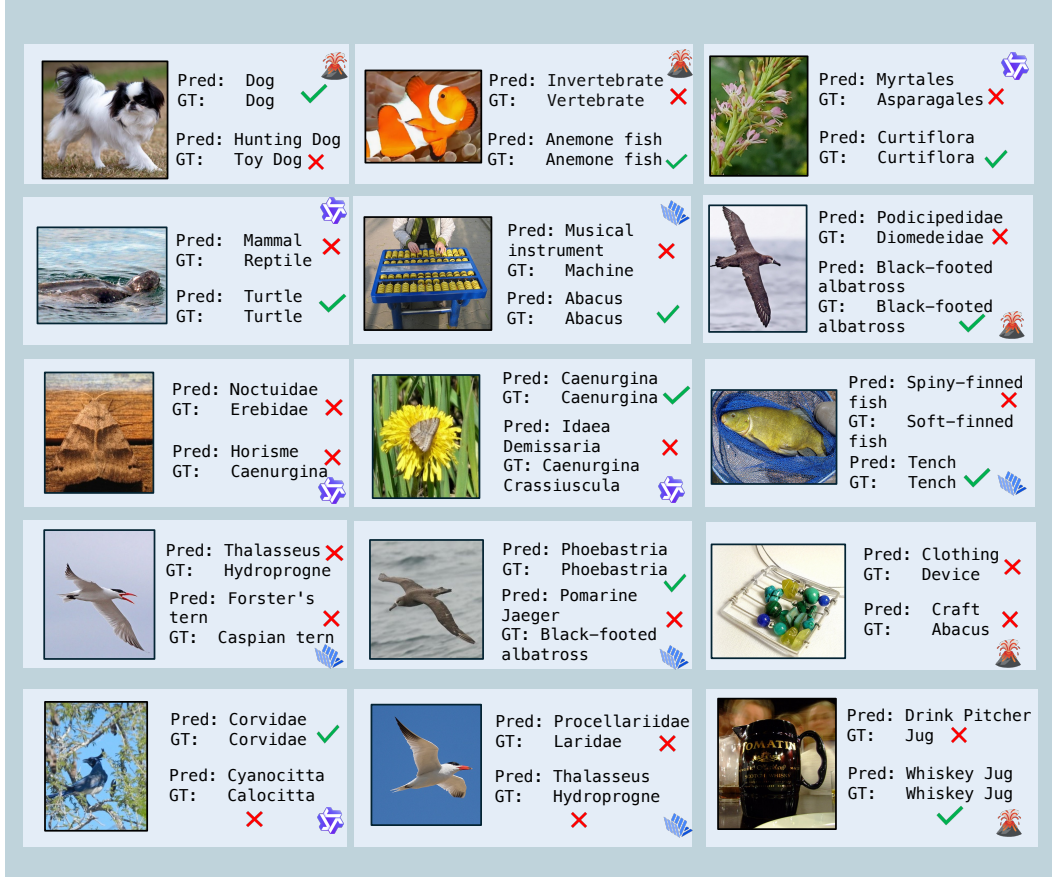 Pred: Dog
GT: Dog
Pred: Hunting Dog
GT: Toy Dog
Pred: Invertebrate
GT: Vertebrate
Pred: Anemone fish
GT: Anemone fish
Pred: Myrtales
GT: Asparagales
Pred: Curtiflora
GT: Curtiflora
Pred: Mammal
GT: Reptile
Pred: Turtle
GT: Turtle
Pred: Musical
instrument
GT: Machine
Pred: Abacus
GT: Abacus
Pred: Podicipedidae
GT: Diomedeidae
Pred: Black-footed
albatross
GT: Black-footed
albatross
Pred: Noctuidae
GT: Erebidae
Pred: Horisme
GT: Caenurgina
Pred: Caenurgina
GT: Caenurgina
Pred: Idaea
Demissaria
GT: Caenurgina
Crassiuscula
Pred: Spiny-finned
fish
GT: Soft-finned
fish
Pred: Tench
GT: Tench
Pred: Thalasseus
GT: Hydroprogne
Pred: Forster's
tern
GT: Caspian tern
Pred: Phoebastria
GT: Phoebastria
Pred: Pomarine
Jaeger
GT: Black-footed
albatross
Pred: Clothing
GT: Device
Pred: Craft
GT: Abacus
Pred: Corvidae
GT: Corvidae
Pred: Cyanocitta
GT: Calocitta
Pred: Procellariidae
GT: Laridae
Pred: Thalasseus
GT: Hydroprogne
TOMATIN
Pred: Drink Pitcher
GT: Jug
Pred: Whiskey Jug
GT: Whiskey Jug